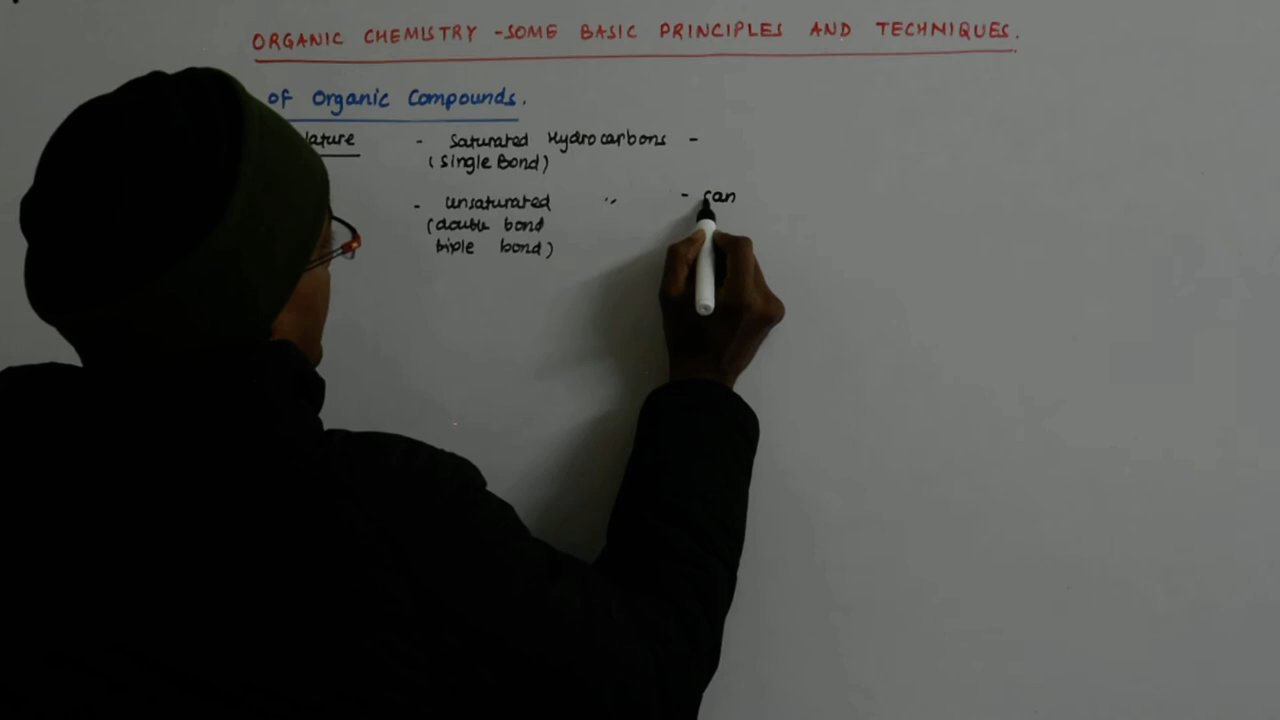 ORGANIC CHEMISTRY - SOME BASIC PRINCIPLES AND TECHNIQUES.
of Organic Compounds.
- Saturated Hydrocarbons -
(Single Bond)
- unsaturated " - can
(double bond
triple bond)